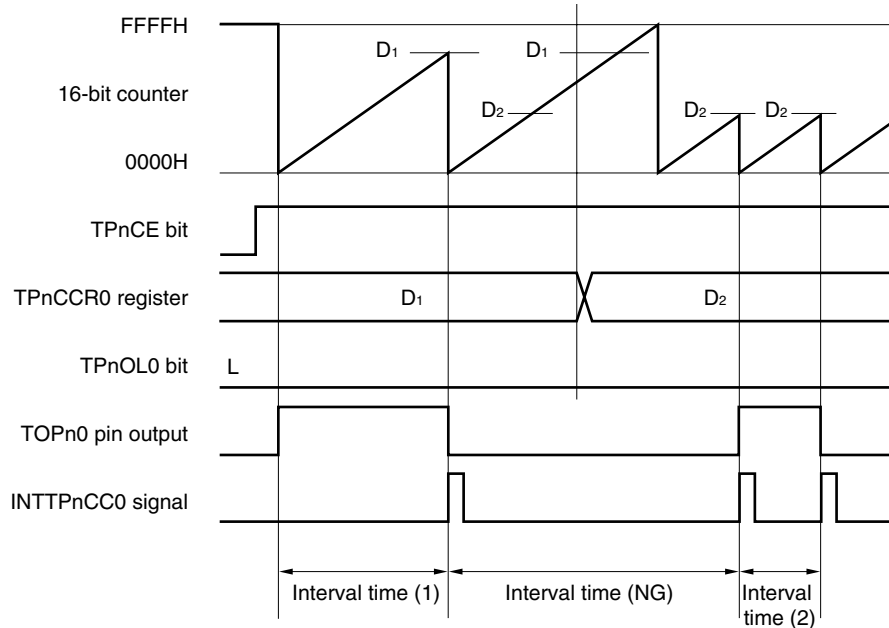 FFFFH
D1 D1
16-bit counter
D2 D2 D2
0000H
TPnCE bit
TPnCCR0 register D1 D2
TPnOL0 bit L
TOPn0 pin output
INTTPnCC0 signal
Interval time (1) Interval time (NG) Interval
time (2)